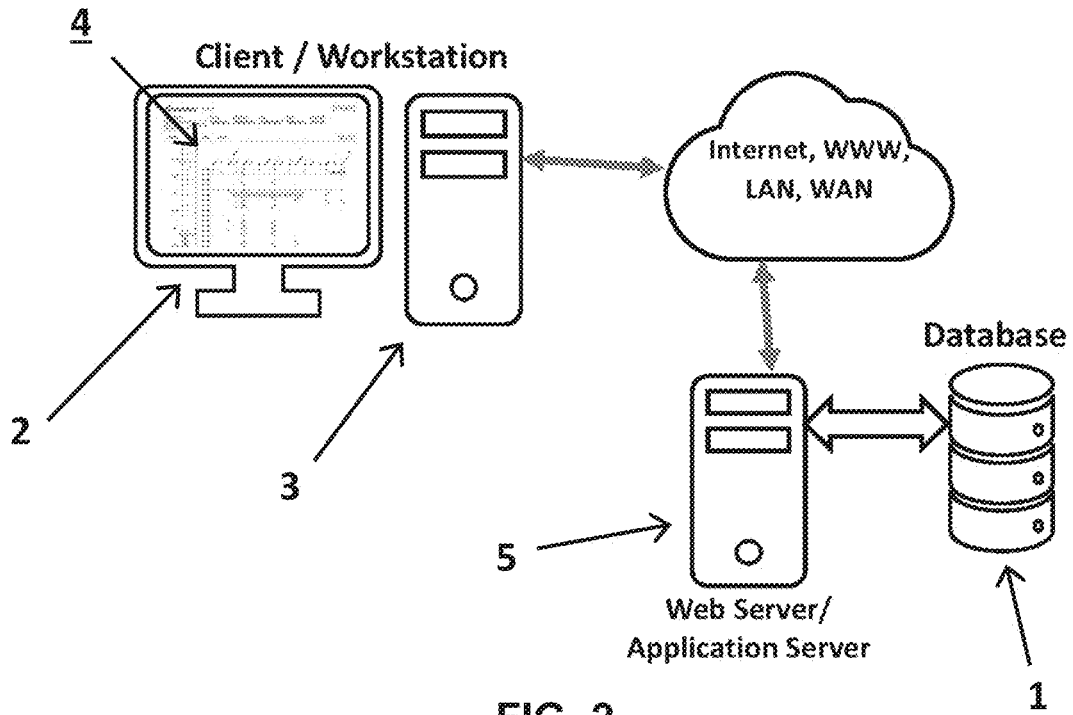 4
Client / Workstation
Internet, WWW,
LAN, WAN
Database
2
3
5
Web Server/
Application Server
1